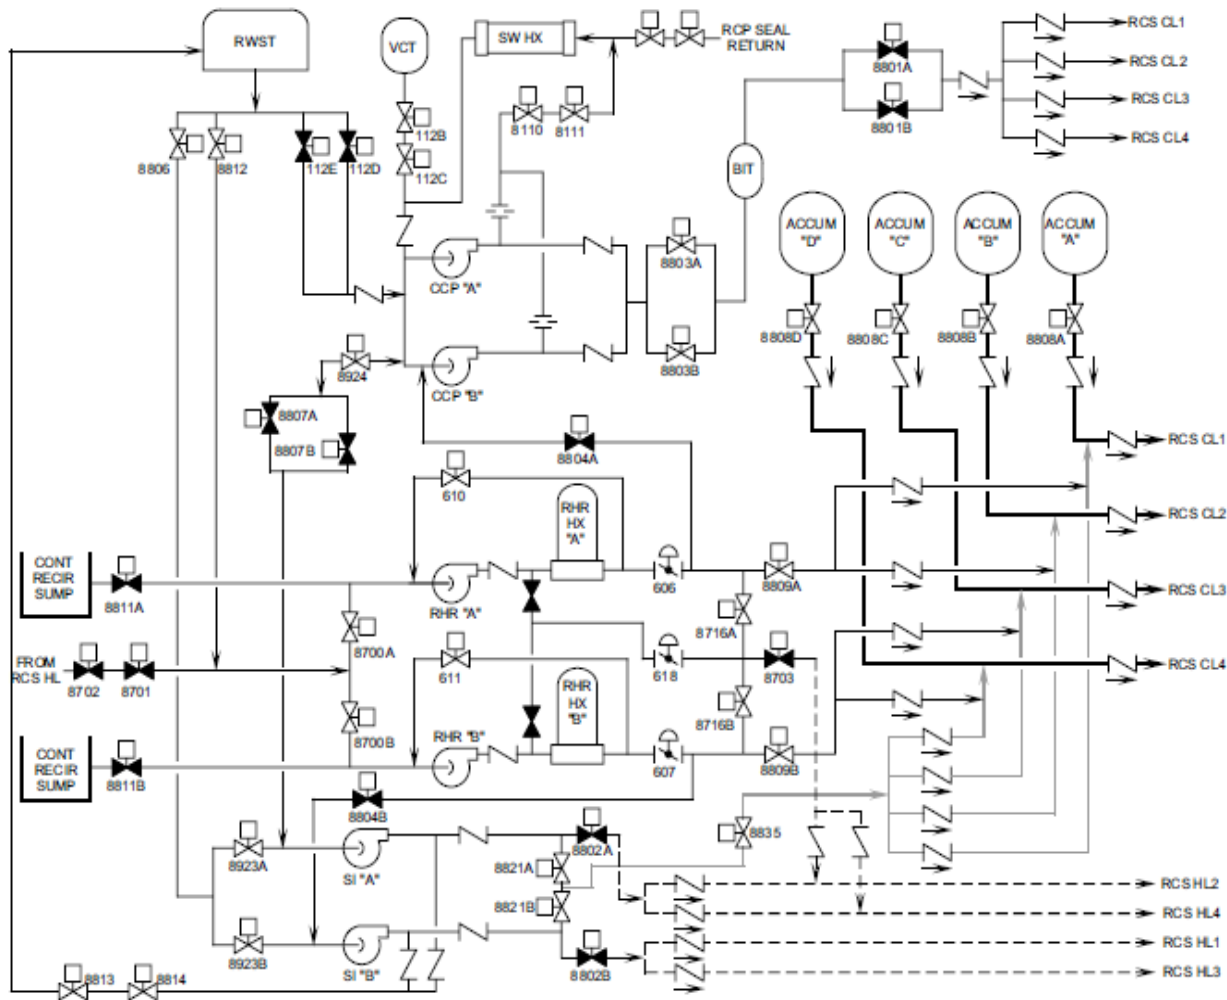 RWST
VCT
SW HX
RCP SEAL
RETURN
8801A
8801B
RCS CL1
RCS CL2
RCS CL3
RCS CL4
8110
8111
112B
112C
8806
8812
112E
112D
BIT
ACCUM
"D"
ACCUM
"C"
ACCUM
"B"
ACCUM
"A"
CCP "A"
8803A
8808D
8808C
8808B
8808A
8924
CCP "B"
8803B
8807A
8807B
8804A
610
RHR
HX
"A"
RCS CL1
RCS CL2
CONT
RECIR
SUMP
8811A
RHR "A"
606
8809A
RCS CL3
8700A
8716A
FROM
RCS HL
8702
8701
611
618
8703
RCS CL4
RHR
HX
"B"
8700B
8716B
CONT
RECIR
SUMP
8811B
RHR "B"
607
8809B
8804B
8835
8923A
SI "A"
8802A
8821A
8821B
RCS HL2
RCS HL4
8923B
SI "B"
8802B
RCS HL1
RCS HL3
8813
8814